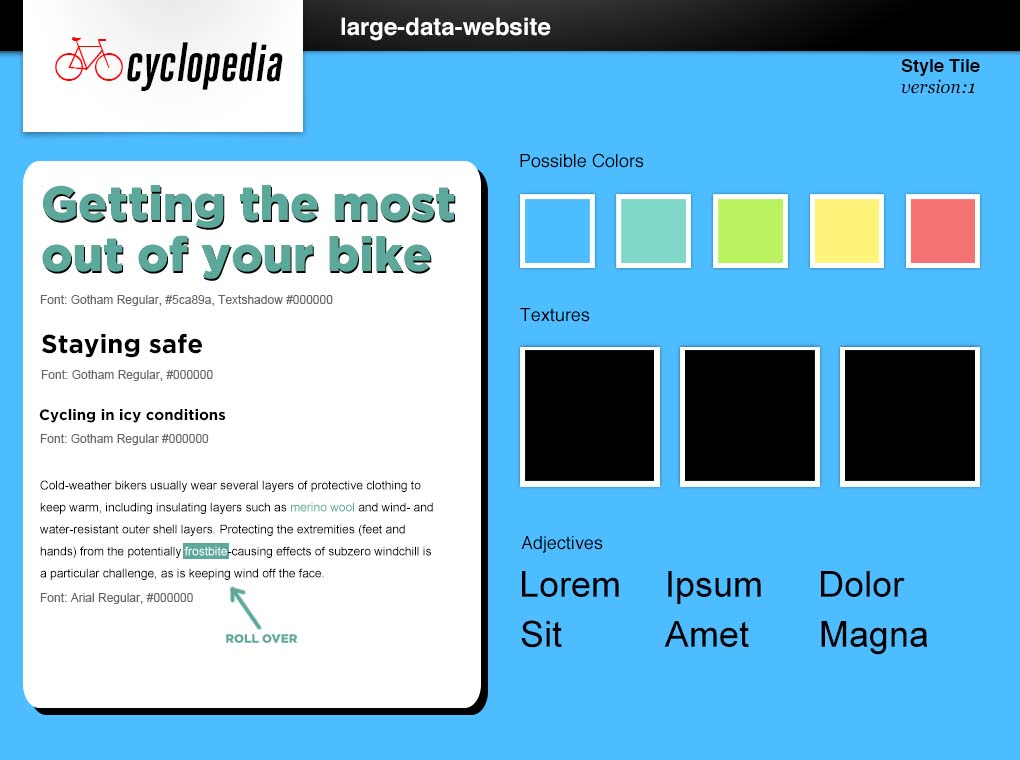 large-data-website
cyclopedia
Style Tile
version:1
Getting the most
out of your bike
Font: Gotham Regular, #5ca89a, Textshadow #000000
Staying safe
Font: Gotham Regular, #000000
Cycling in icy conditions
Font: Gotham Regular #000000
Cold-weather bikers usually wear several layers of protective clothing to
keep warm, including insulating layers such as merino wool and wind- and
water-resistant outer shell layers. Protecting the extremities (feet and
hands) from the potentially frostbite-causing effects of subzero windchill is
a particular challenge, as is keeping wind off the face.
Font: Arial Regular, #000000
ROLL OVER
Possible Colors
Textures
Adjectives
Lorem Ipsum Dolor
Sit Amet Magna